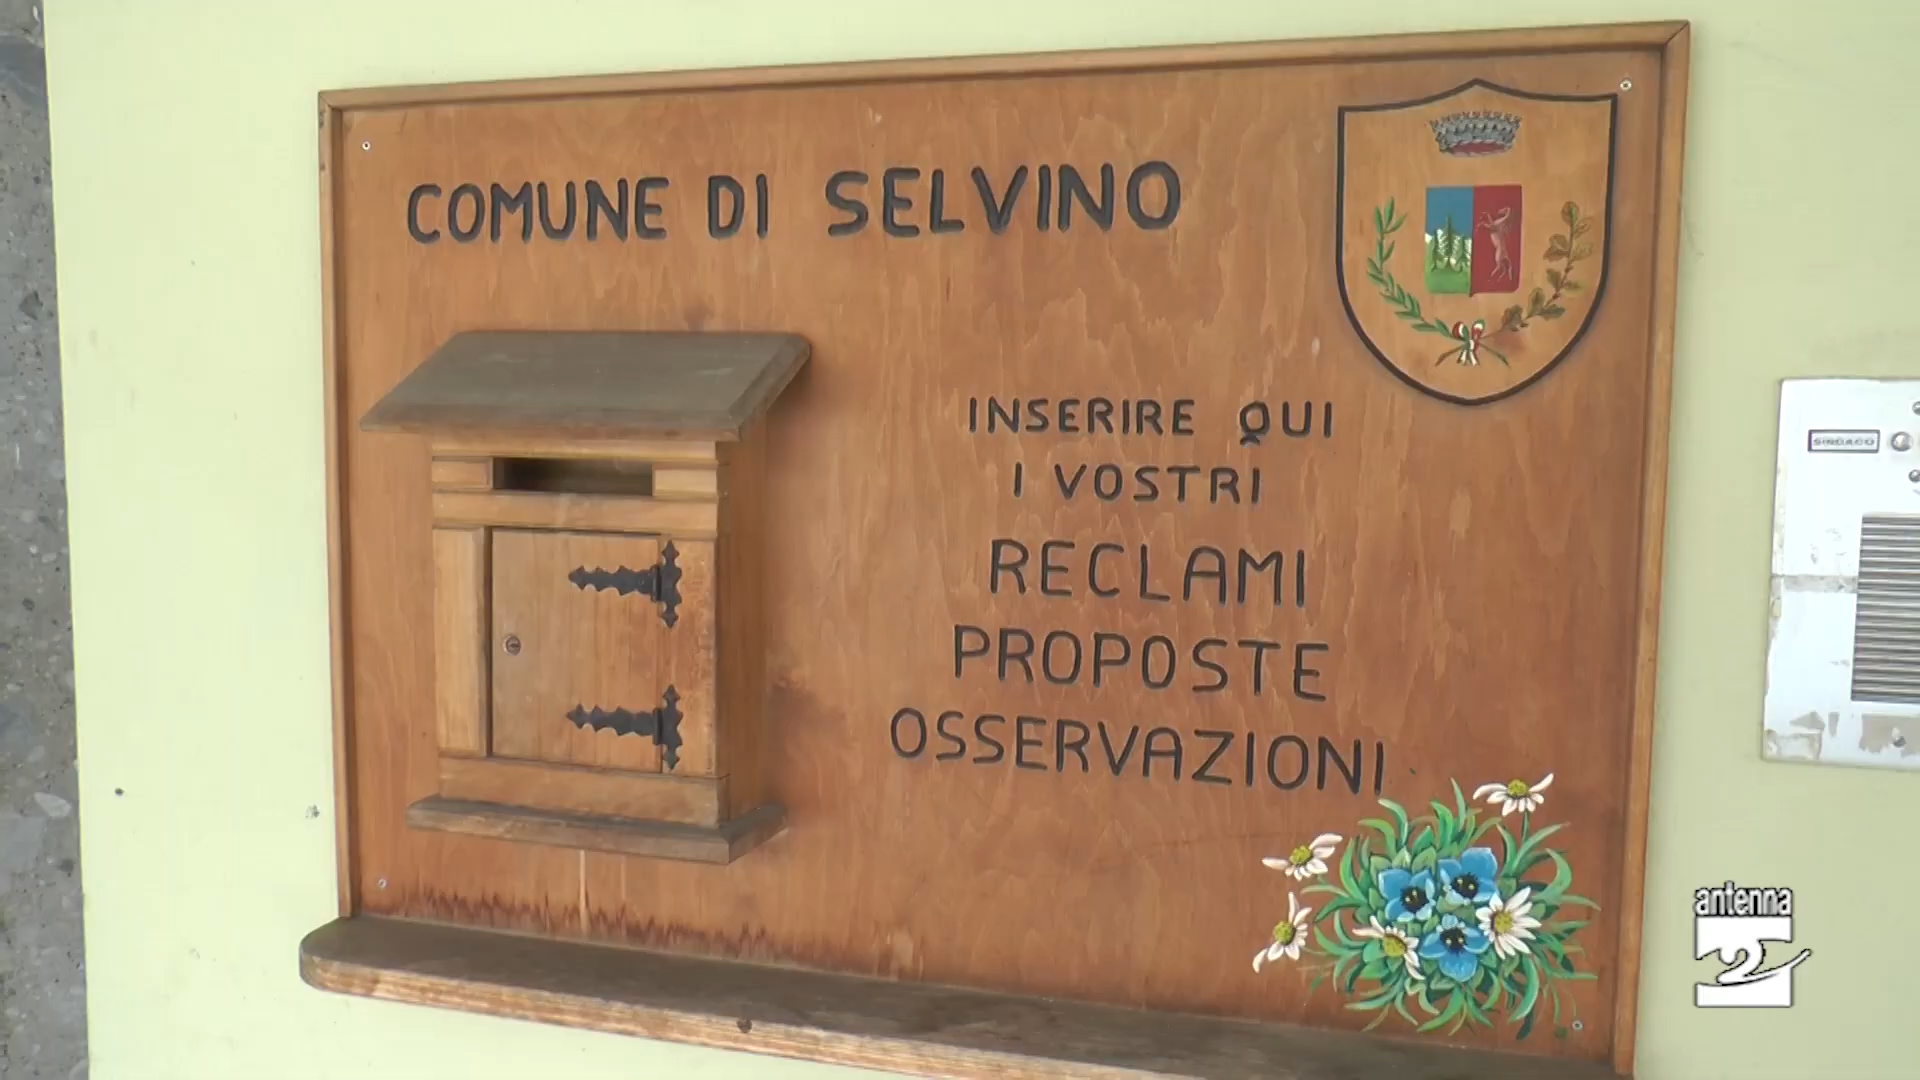 COMUNE DI SELVINO
INSERIRE QUI
I VOSTRI
RECLAMI
PROPOSTE
OSSERVAZIONI
SINDACO
antenna
2